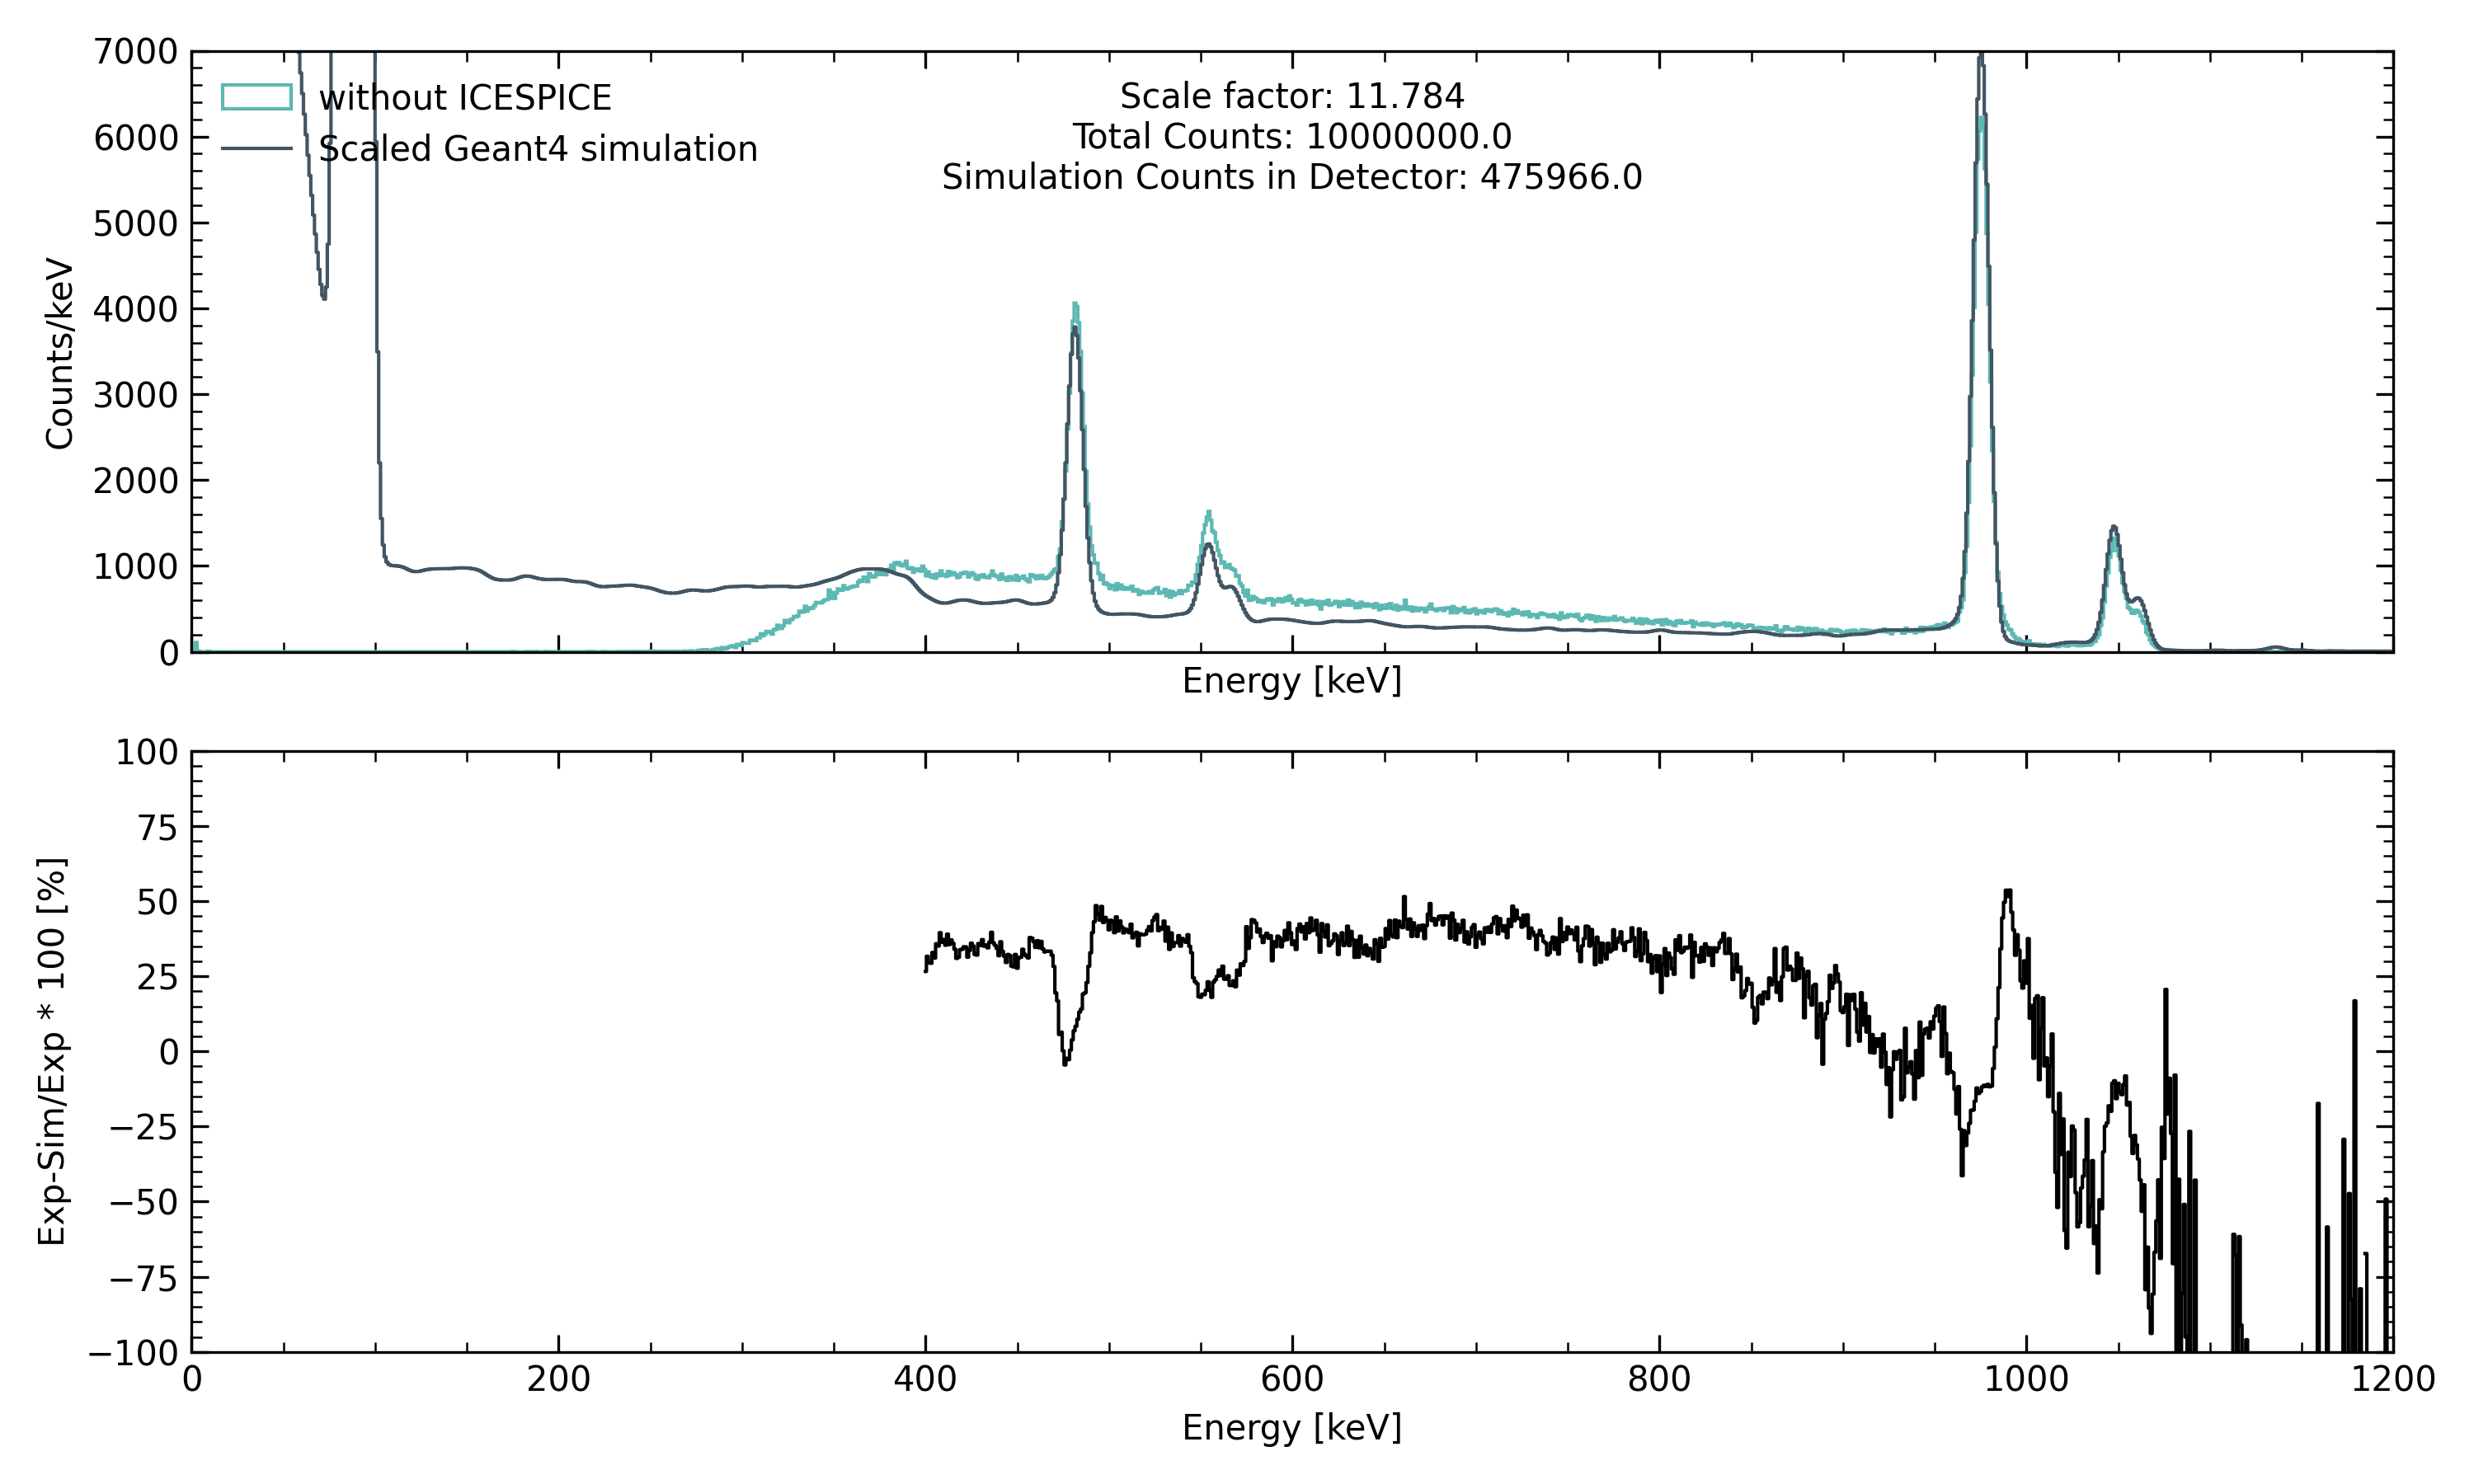 7000
6000
5000
4000
3000
2000
1000
0
Counts/keV
without ICESPICE
Scaled Geant4 simulation
Scale factor: 11.784
Total Counts: 10000000.0
Simulation Counts in Detector: 475966.0
Energy [keV]
100
75
50
25
0
−25
−50
−75
−100
Exp-Sim/Exp * 100 [%]
0 200 400 600 800 1000 1200
Energy [keV]